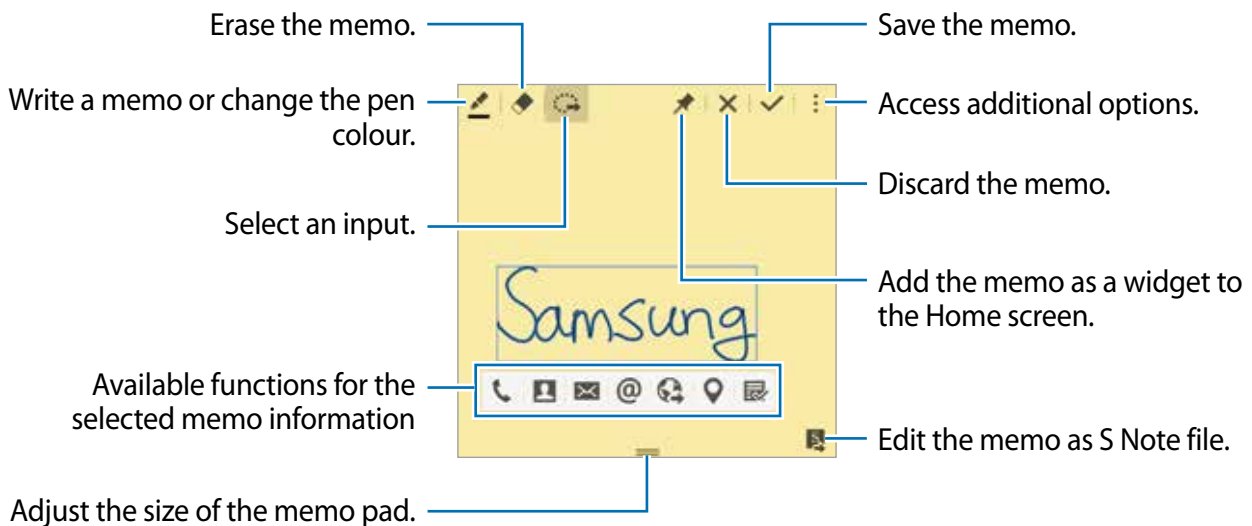 Erase the memo.
Write a memo or change the pen
colour.
Select an input.
Available functions for the
selected memo information
Adjust the size of the memo pad.
Samsung
@
Save the memo.
Access additional options.
Discard the memo.
Add the memo as a widget to
the Home screen.
S
Edit the memo as S Note file.